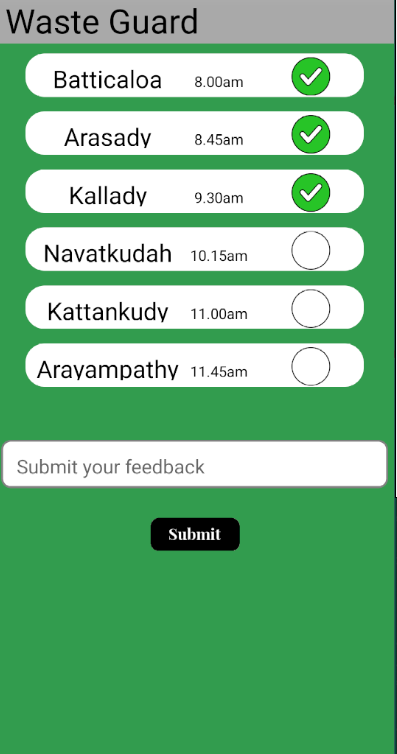 Waste Guard
Batticaloa 8.00am
Arasady 8.45am
Kallady 9.30am
Navatkudah 10.15am
Kattankudy 11.00am
Arayampathy 11.45am
Submit your feedback
Submit